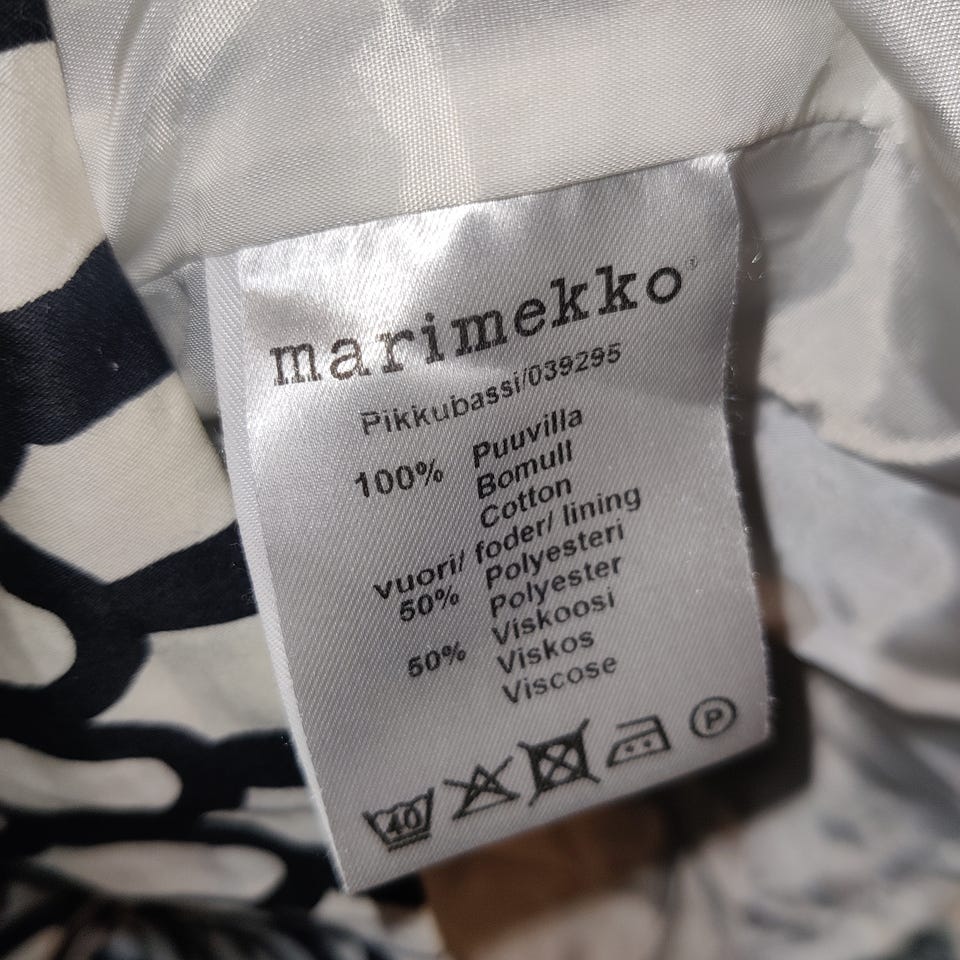 marimekko®
Pikkubassi/039295
100% Puuvilla
Bomull
Cotton
vuori/ foder/ lining
50% Polyesteri
Polyester
50% Viskoosi
Viskos
Viscose
40 P